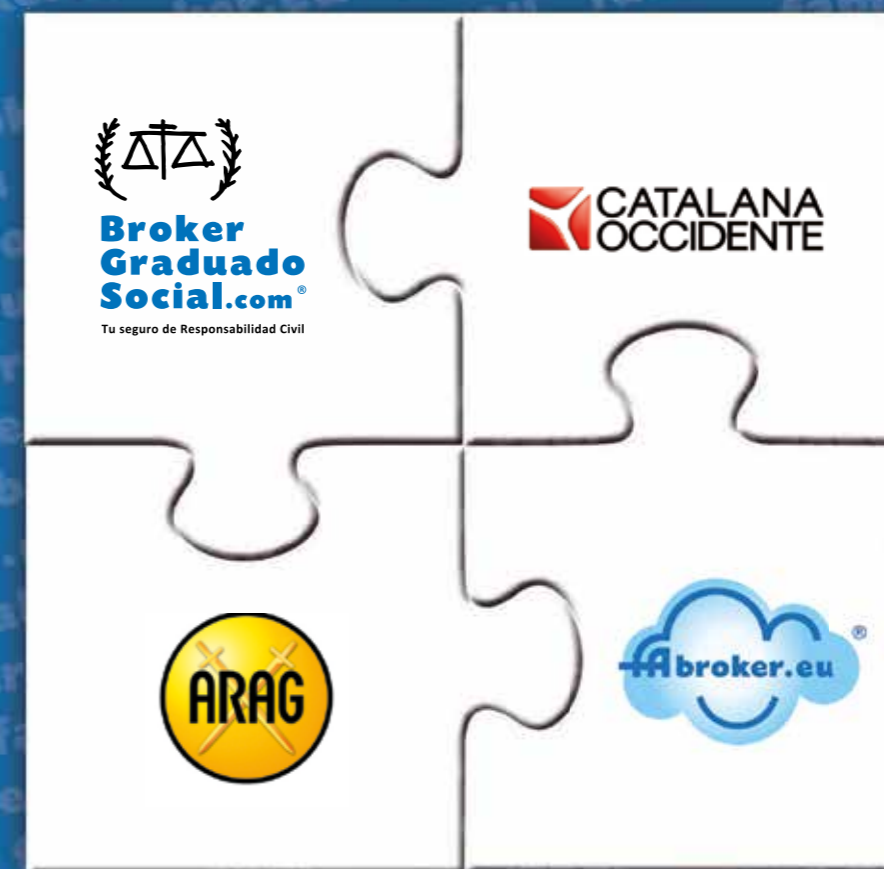 Broker
Graduado
Social.com®
Tu seguro de Responsabilidad Civil
CATALANA
OCCIDENTE
ARAG
broker.eu®